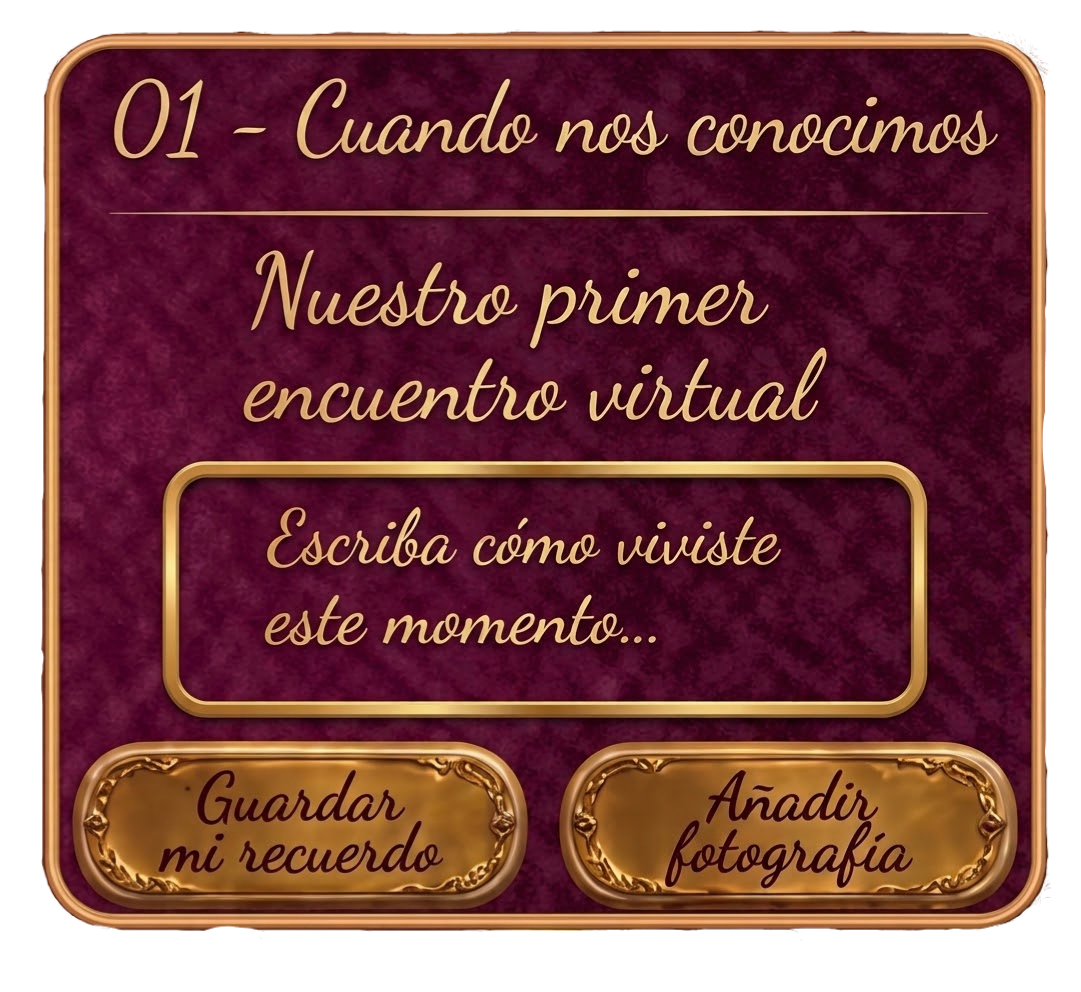 01 - Cuando nos conocimos
Nuestro primer
encuentro virtual
Escriba cómo viviste
este momento...
Guardar
mi recuerdo
Añadir
fotografía